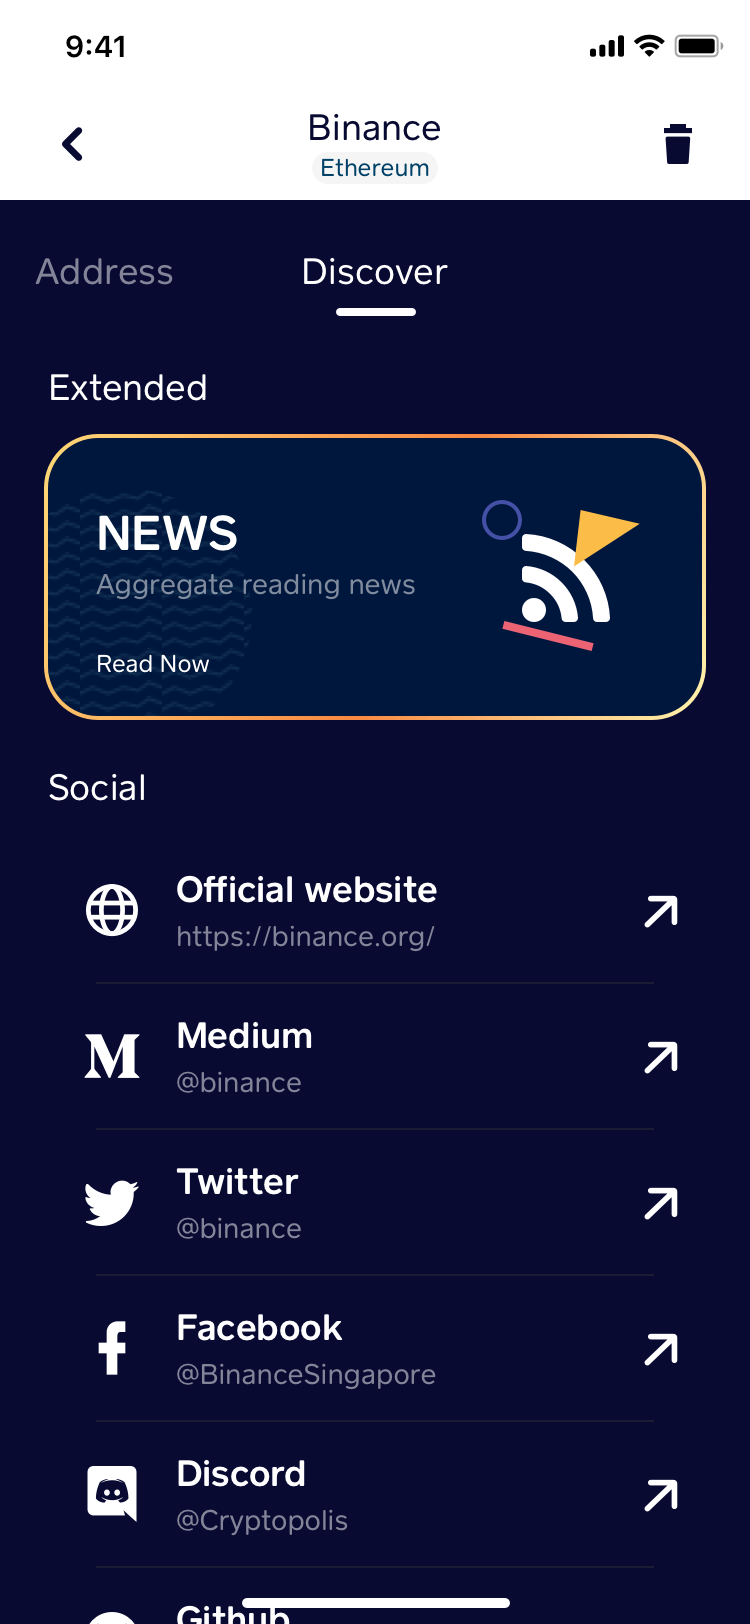 9:41
Binance
Ethereum
Address
Discover
Extended
NEWS
Aggregate reading news
Read Now
Social
Official website
https://binance.org/
Medium
@binance
Twitter
@binance
Facebook
@BinanceSingapore
Discord
@Cryptopolis
Github